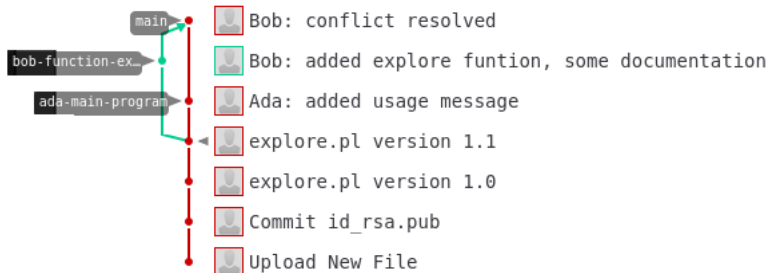 main Bob: conflict resolved
bob-function-ex… Bob: added explore funtion, some documentation
ada-main-program Ada: added usage message
explore.pl version 1.1
explore.pl version 1.0
Commit id_rsa.pub
Upload New File